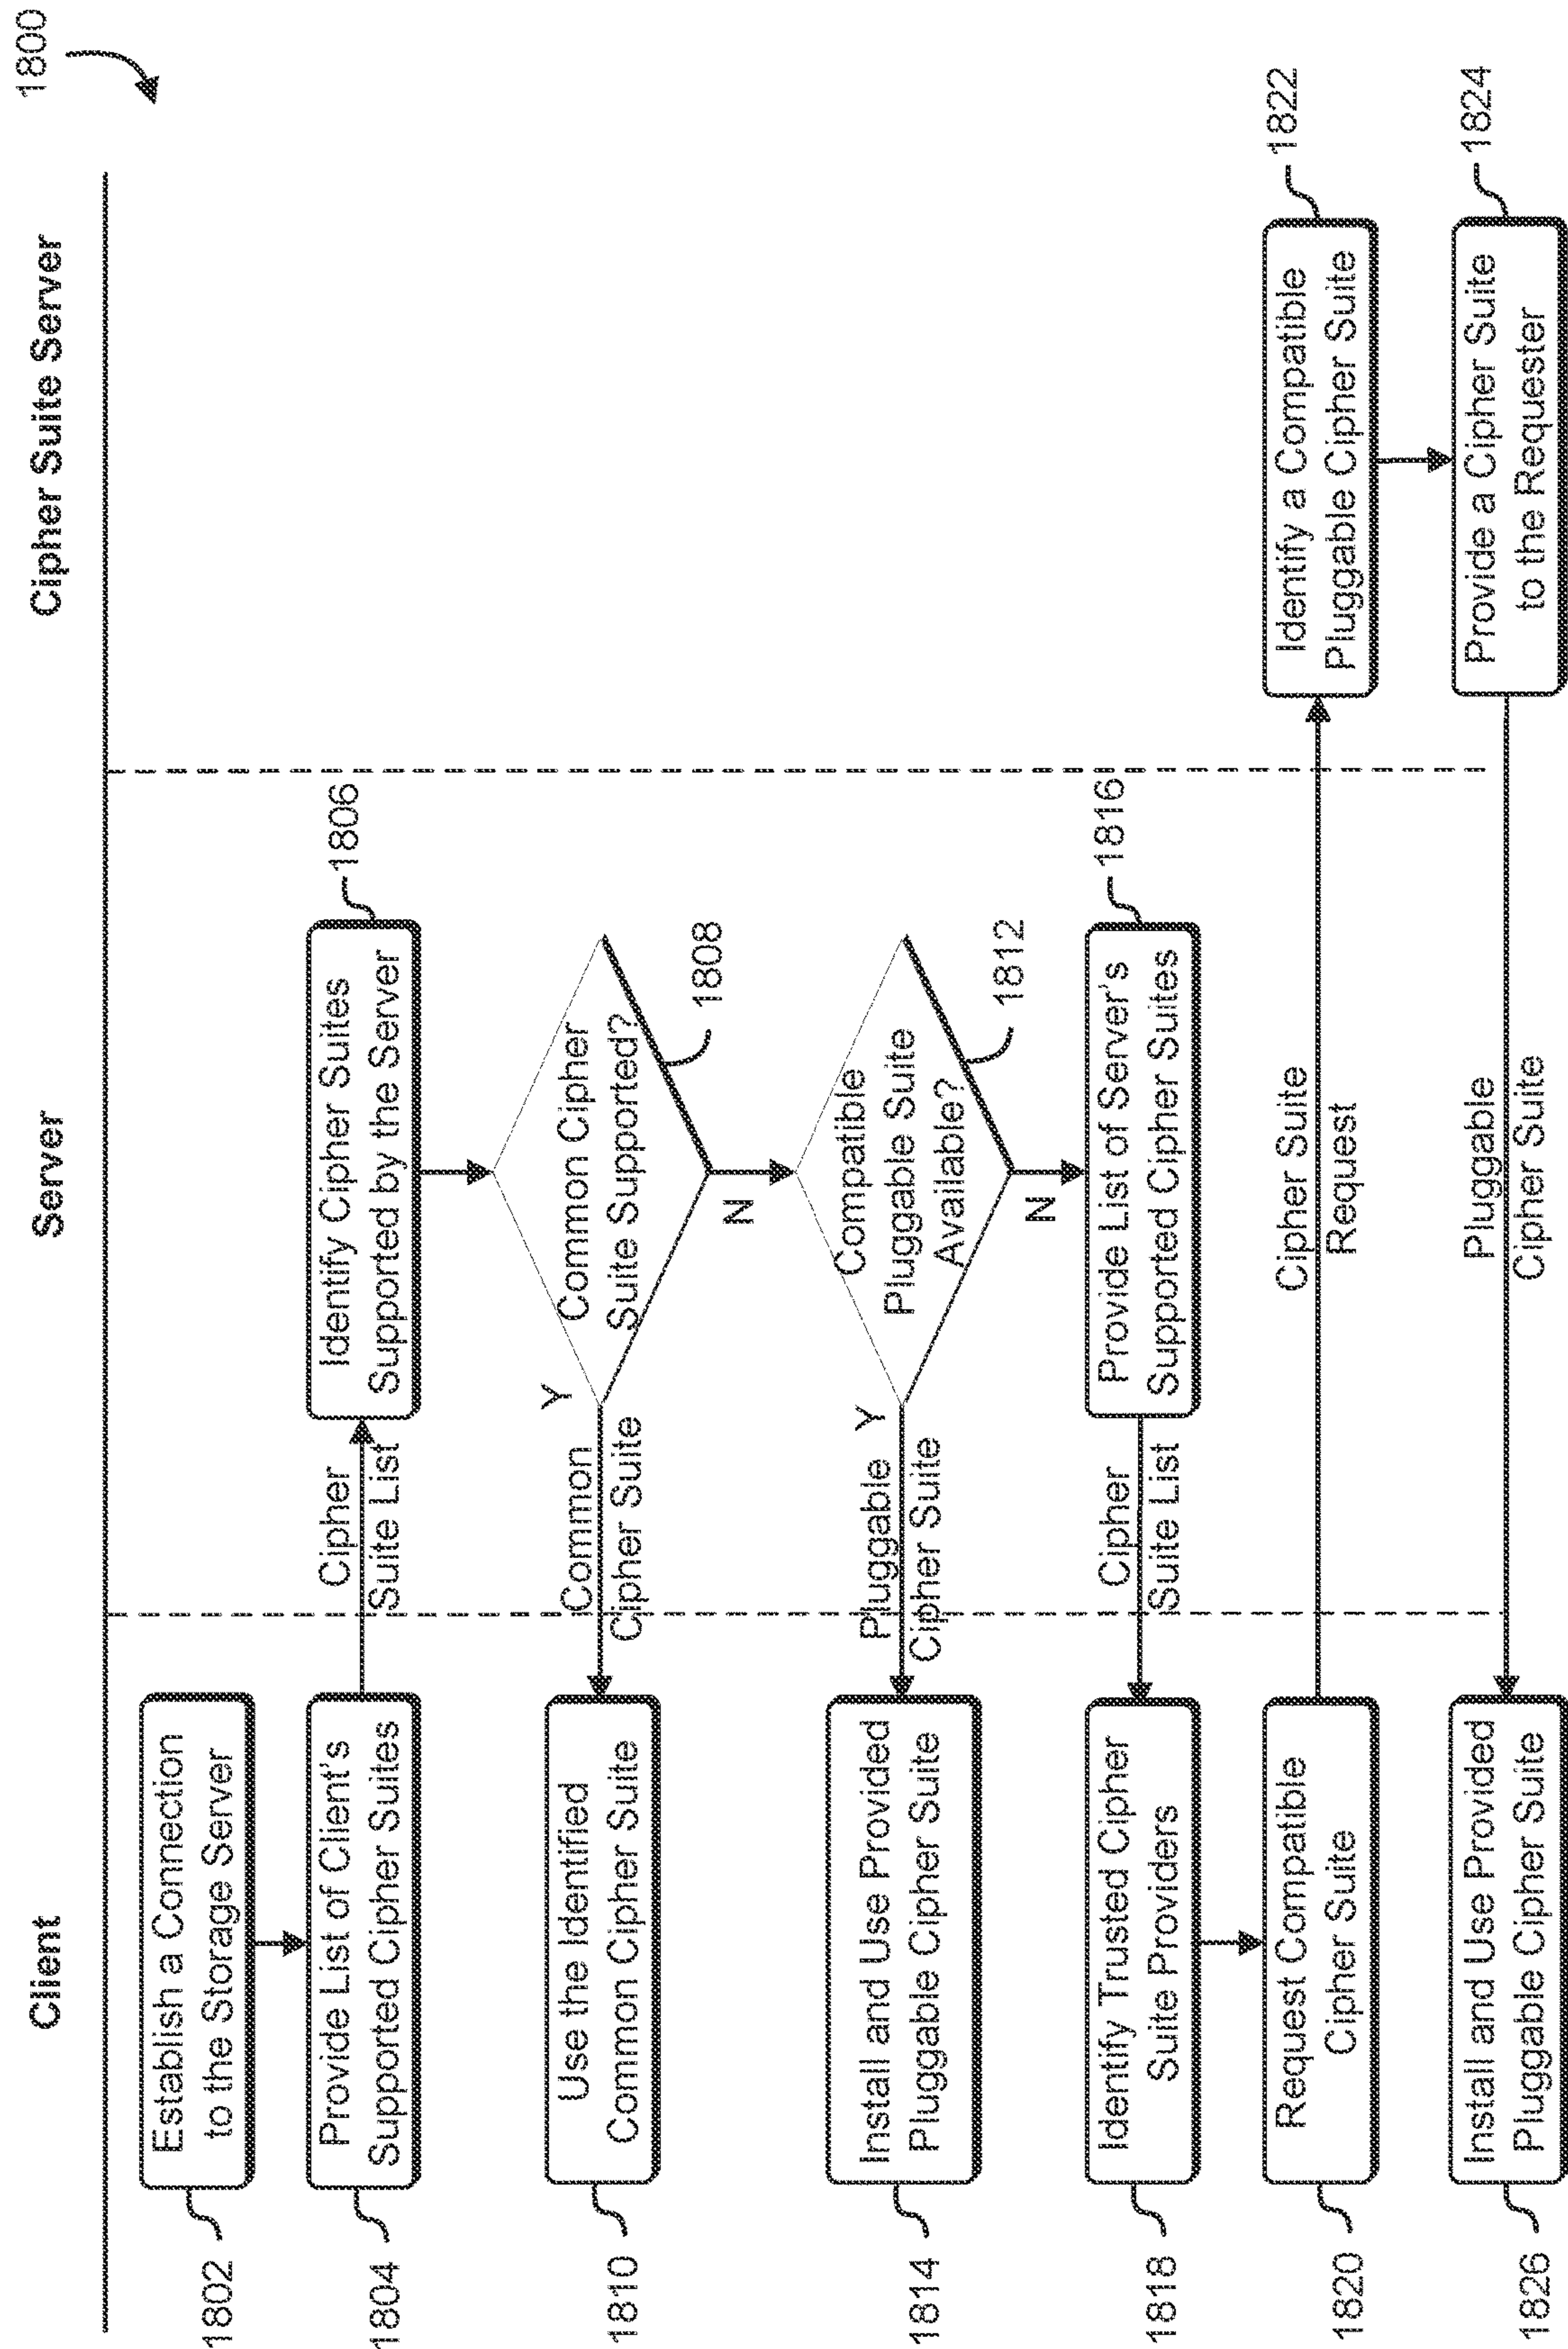 1800
Client
Server
Cipher Suite Server
1802
Establish a Connection
to the Storage Server
1804
Provide List of Client's
Supported Cipher Suites
Cipher
Suite List
Identify Cipher Suites
Supported by the Server
1806
Common Cipher
Suite Supported?
1808
Y
N
Common
Cipher Suite
1810
Use the Identified
Common Cipher Suite
Compatible
Pluggable Suite
Available?
1812
Y
N
Pluggable
Cipher Suite
1814
Install and Use Provided
Pluggable Cipher Suite
Provide List of Server's
Supported Cipher Suites
1816
Cipher
Suite List
1818
Identify Trusted Cipher
Suite Providers
1820
Request Compatible
Cipher Suite
Cipher Suite
Request
Identify a Compatible
Pluggable Cipher Suite
1822
Provide a Cipher Suite
to the Requester
1824
Pluggable
Cipher Suite
1826
Install and Use Provided
Pluggable Cipher Suite